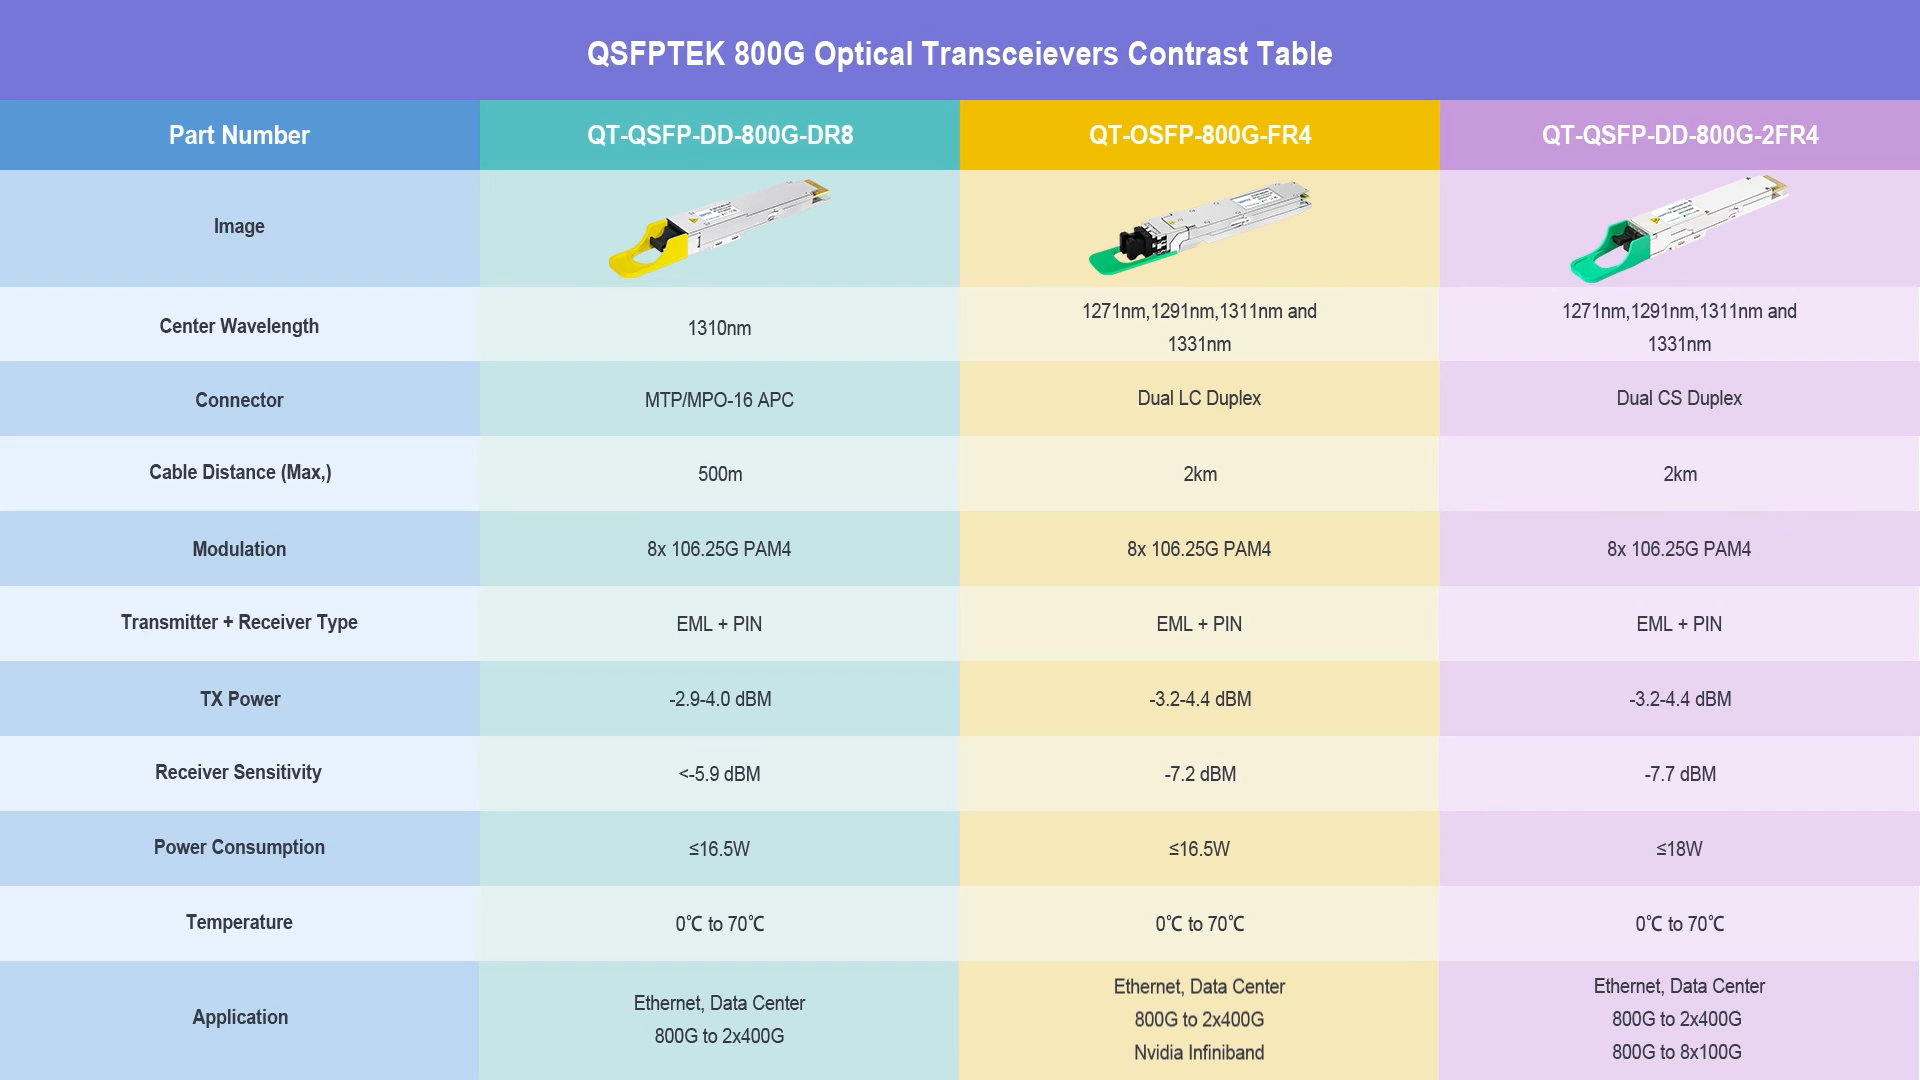 QSFPTEK 800G Optical Transceievers Contrast Table
Part Number
QT-QSFP-DD-800G-DR8
QT-OSFP-800G-FR4
QT-QSFP-DD-800G-2FR4
Image
Center Wavelength
1310nm
1271nm,1291nm,1311nm and
1331nm
1271nm,1291nm,1311nm and
1331nm
Connector
MTP/MPO-16 APC
Dual LC Duplex
Dual CS Duplex
Cable Distance (Max,)
500m
2km
2km
Modulation
8x 106.25G PAM4
8x 106.25G PAM4
8x 106.25G PAM4
Transmitter + Receiver Type
EML + PIN
EML + PIN
EML + PIN
TX Power
-2.9-4.0 dBM
-3.2-4.4 dBM
-3.2-4.4 dBM
Receiver Sensitivity
<-5.9 dBM
-7.2 dBM
-7.7 dBM
Power Consumption
≤16.5W
≤16.5W
≤18W
Temperature
0℃ to 70℃
0℃ to 70℃
0℃ to 70℃
Application
Ethernet, Data Center
800G to 2x400G
Ethernet, Data Center
800G to 2x400G
Nvidia Infiniband
Ethernet, Data Center
800G to 2x400G
800G to 8x100G